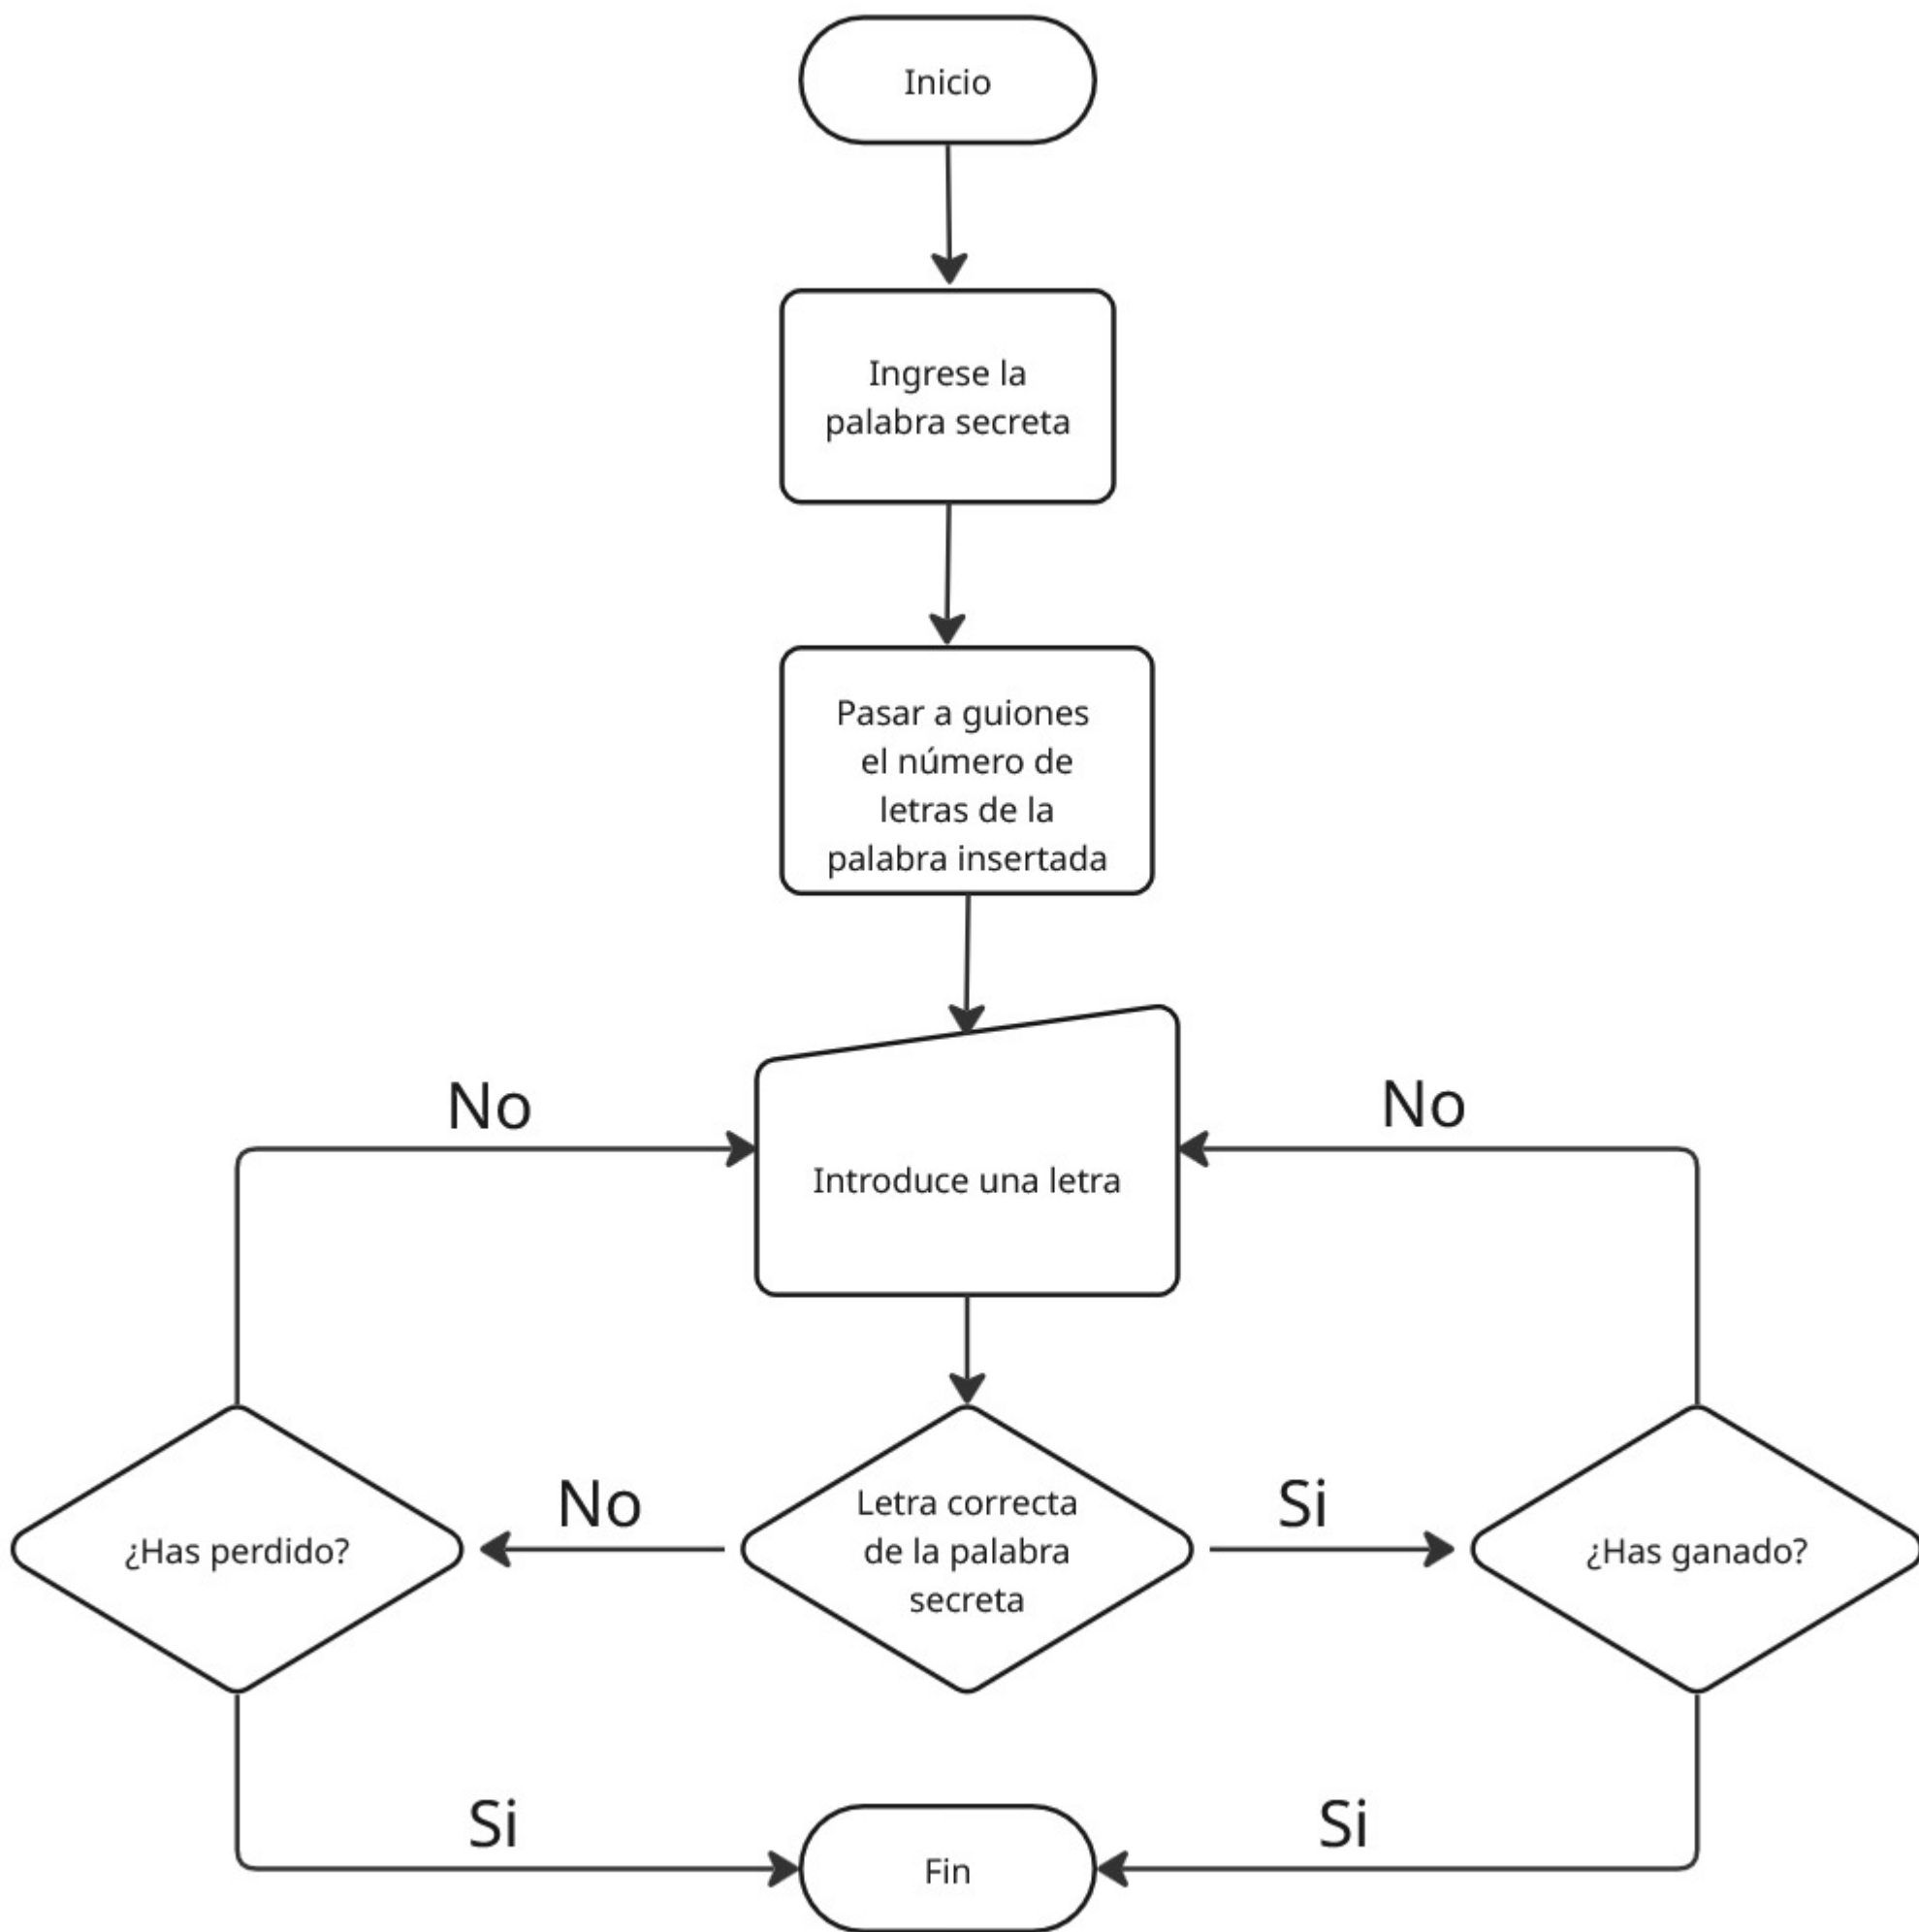 Inicio
Ingrese la
palabra secreta
Pasar a guiones
el número de
letras de la
palabra insertada
No
No
Introduce una letra
¿Has perdido?
No
Letra correcta
de la palabra
secreta
Si
¿Has ganado?
Si
Si
Fin